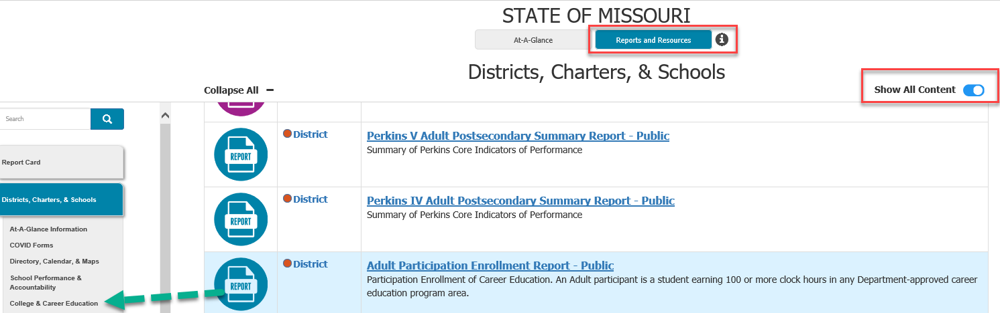 STATE OF MISSOURI
At-A-Glance
Reports and Resources
Districts, Charters, & Schools
Collapse All
Show All Content
Search
Report Card
Districts, Charters, & Schools
At-A-Glance Information
COVID Forms
Directory, Calendar, & Maps
School Performance &
Accountability
College & Career Education
REPORT
District
Perkins V Adult Postsecondary Summary Report - Public
Summary of Perkins Core Indicators of Performance
REPORT
District
Perkins IV Adult Postsecondary Summary Report - Public
Summary of Perkins Core Indicators of Performance
REPORT
District
Adult Participation Enrollment Report - Public
Participation Enrollment of Career Education. An Adult participant is a student earning 100 or more clock hours in any Department-approved career
education program area.